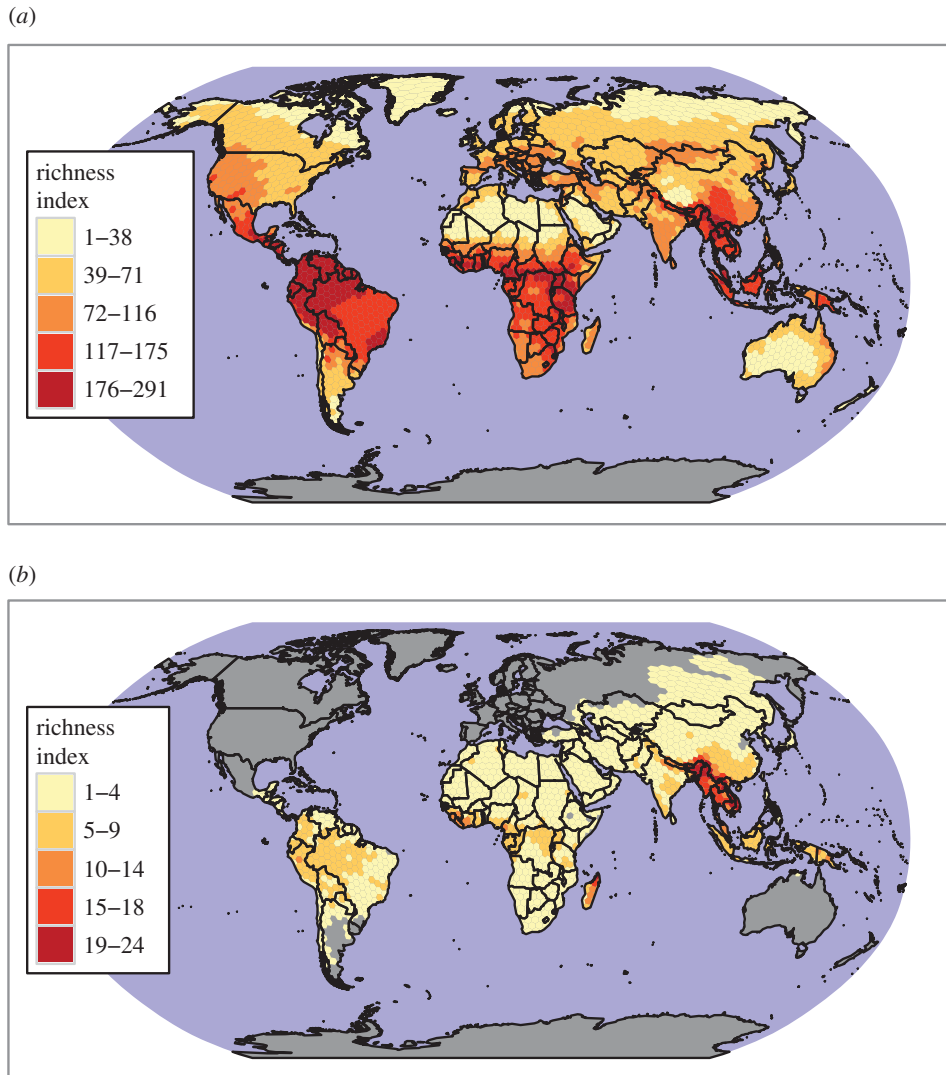 (a)
richness
index
1–38
39–71
72–116
117–175
176–291
(b)
richness
index
1–4
5–9
10–14
15–18
19–24